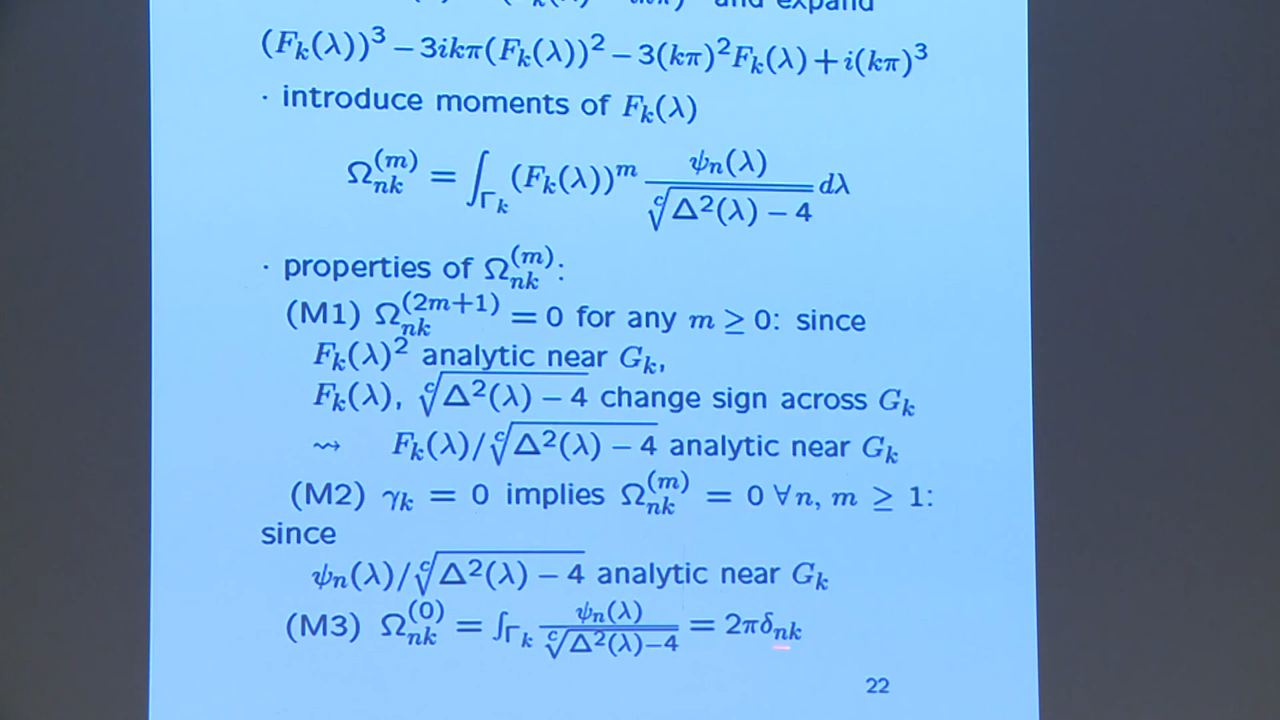 and expand
(F_k(λ))^3 − 3ikπ(F_k(λ))^2 − 3(kπ)^2F_k(λ) + i(kπ)^3
· introduce moments of F_k(λ)
Ω_{nk}^{(m)} = ∫_{Γ_k} (F_k(λ))^m ψ_n(λ)/\sqrt[c]{Δ^2(λ) − 4} dλ
· properties of Ω_{nk}^{(m)}:
(M1) Ω_{nk}^{(2m+1)} = 0 for any m ≥ 0: since
F_k(λ)^2 analytic near G_k,
F_k(λ), \sqrt[c]{Δ^2(λ) − 4} change sign across G_k
⇝ F_k(λ)/\sqrt[c]{Δ^2(λ) − 4} analytic near G_k
(M2) γ_k = 0 implies Ω_{nk}^{(m)} = 0 ∀n, m ≥ 1:
since
ψ_n(λ)/\sqrt[c]{Δ^2(λ) − 4} analytic near G_k
(M3) Ω_{nk}^{(0)} = ∫_{Γ_k} ψ_n(λ)/\sqrt[c]{Δ^2(λ)−4} = 2πδ_{nk}
22